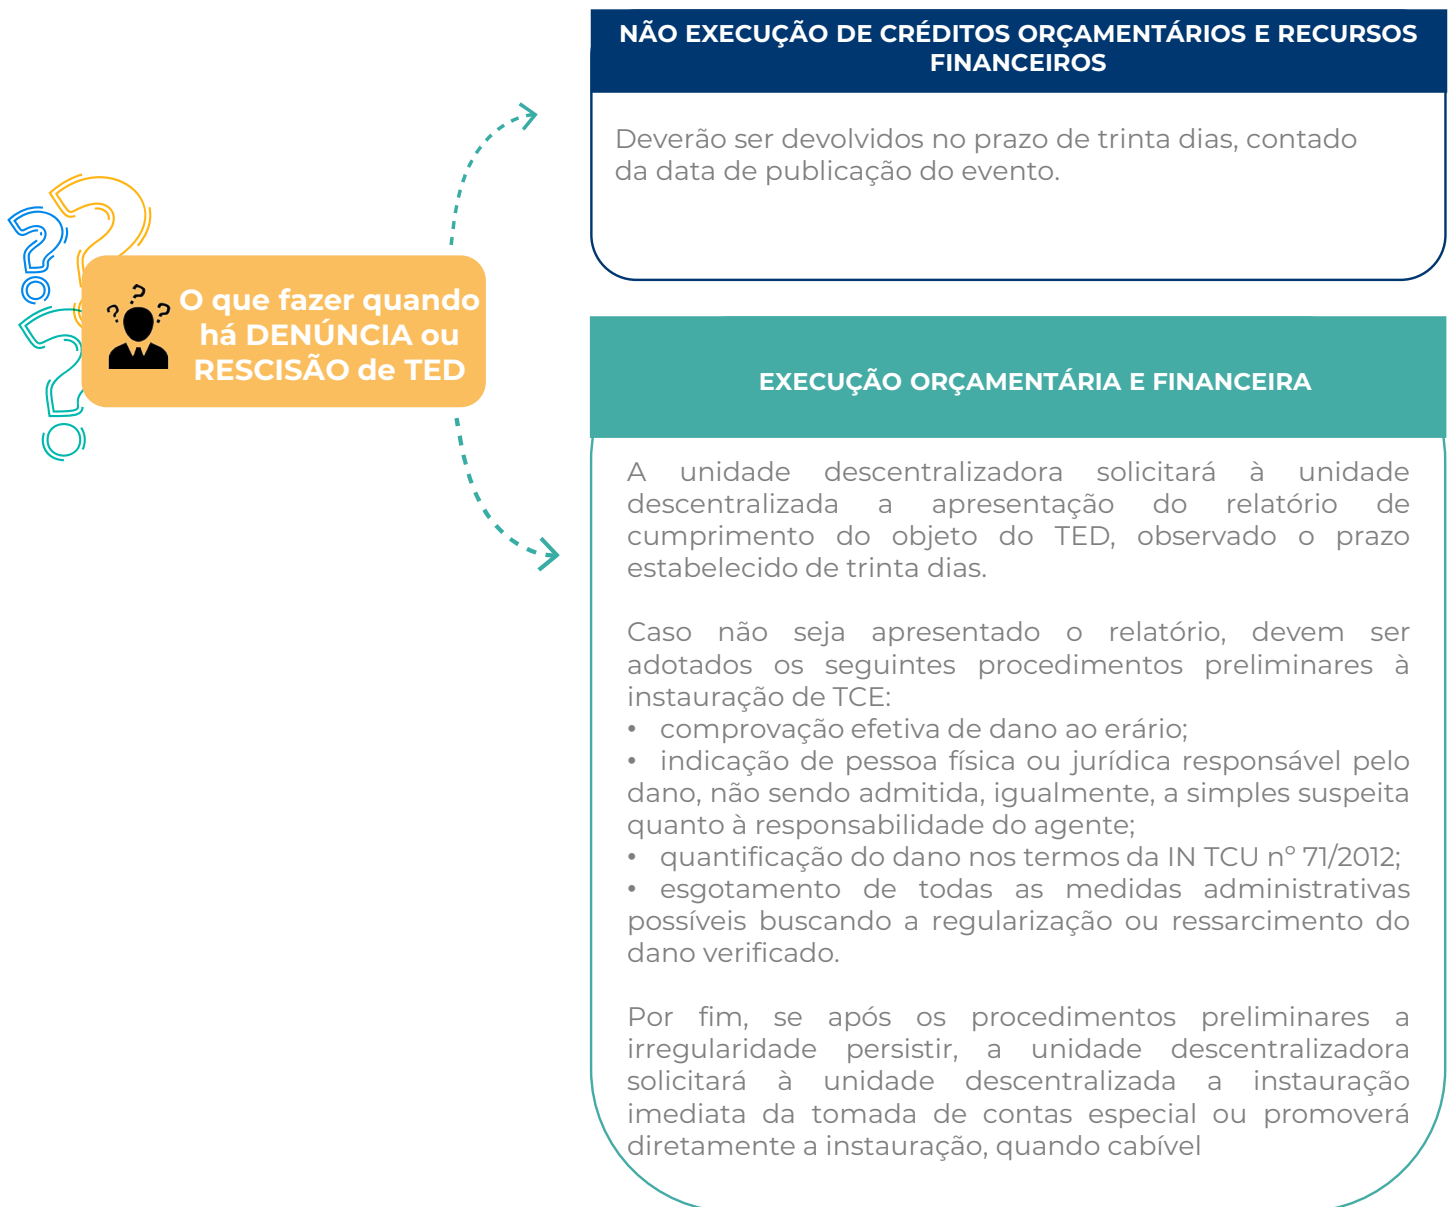 O que fazer quando
há DENÚNCIA ou
RESCISÃO de TED
NÃO EXECUÇÃO DE CRÉDITOS ORÇAMENTÁRIOS E RECURSOS
FINANCEIROS
Deverão ser devolvidos no prazo de trinta dias, contado
da data de publicação do evento.
EXECUÇÃO ORÇAMENTÁRIA E FINANCEIRA
A unidade descentralizadora solicitará à unidade
descentralizada a apresentação do relatório de
cumprimento do objeto do TED, observado o prazo
estabelecido de trinta dias.
Caso não seja apresentado o relatório, devem ser
adotados os seguintes procedimentos preliminares à
instauração de TCE:
• comprovação efetiva de dano ao erário;
• indicação de pessoa física ou jurídica responsável pelo
dano, não sendo admitida, igualmente, a simples suspeita
quanto à responsabilidade do agente;
• quantificação do dano nos termos da IN TCU nº 71/2012;
• esgotamento de todas as medidas administrativas
possíveis buscando a regularização ou ressarcimento do
dano verificado.
Por fim, se após os procedimentos preliminares a
irregularidade persistir, a unidade descentralizadora
solicitará à unidade descentralizada a instauração
imediata da tomada de contas especial ou promoverá
diretamente a instauração, quando cabível